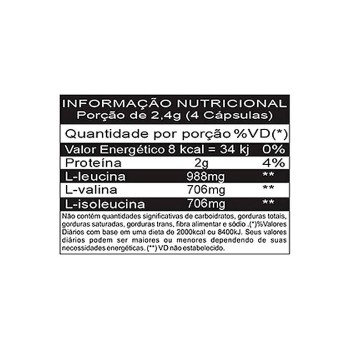 INFORMAÇÃO NUTRICIONAL
Porção de 2,4g (4 Cápsulas)
Quantidade por porção %VD(*)
Valor Energético 8 kcal = 34 kj 0%
Proteína 2g 4%
L-leucina 988mg **
L-valina 706mg **
L-isoleucina 706mg **
Não contém quantidades significativas de carboidratos, gorduras totais,
gorduras saturadas, gorduras trans, fibra alimentar e sódio .(*)%Valores
Diários com base em uma dieta de 2000kcal ou 8400kJ. Seus valores
diários podem ser maiores ou menores dependendo de suas
necessidades energéticas. (**) VD não estabelecido.